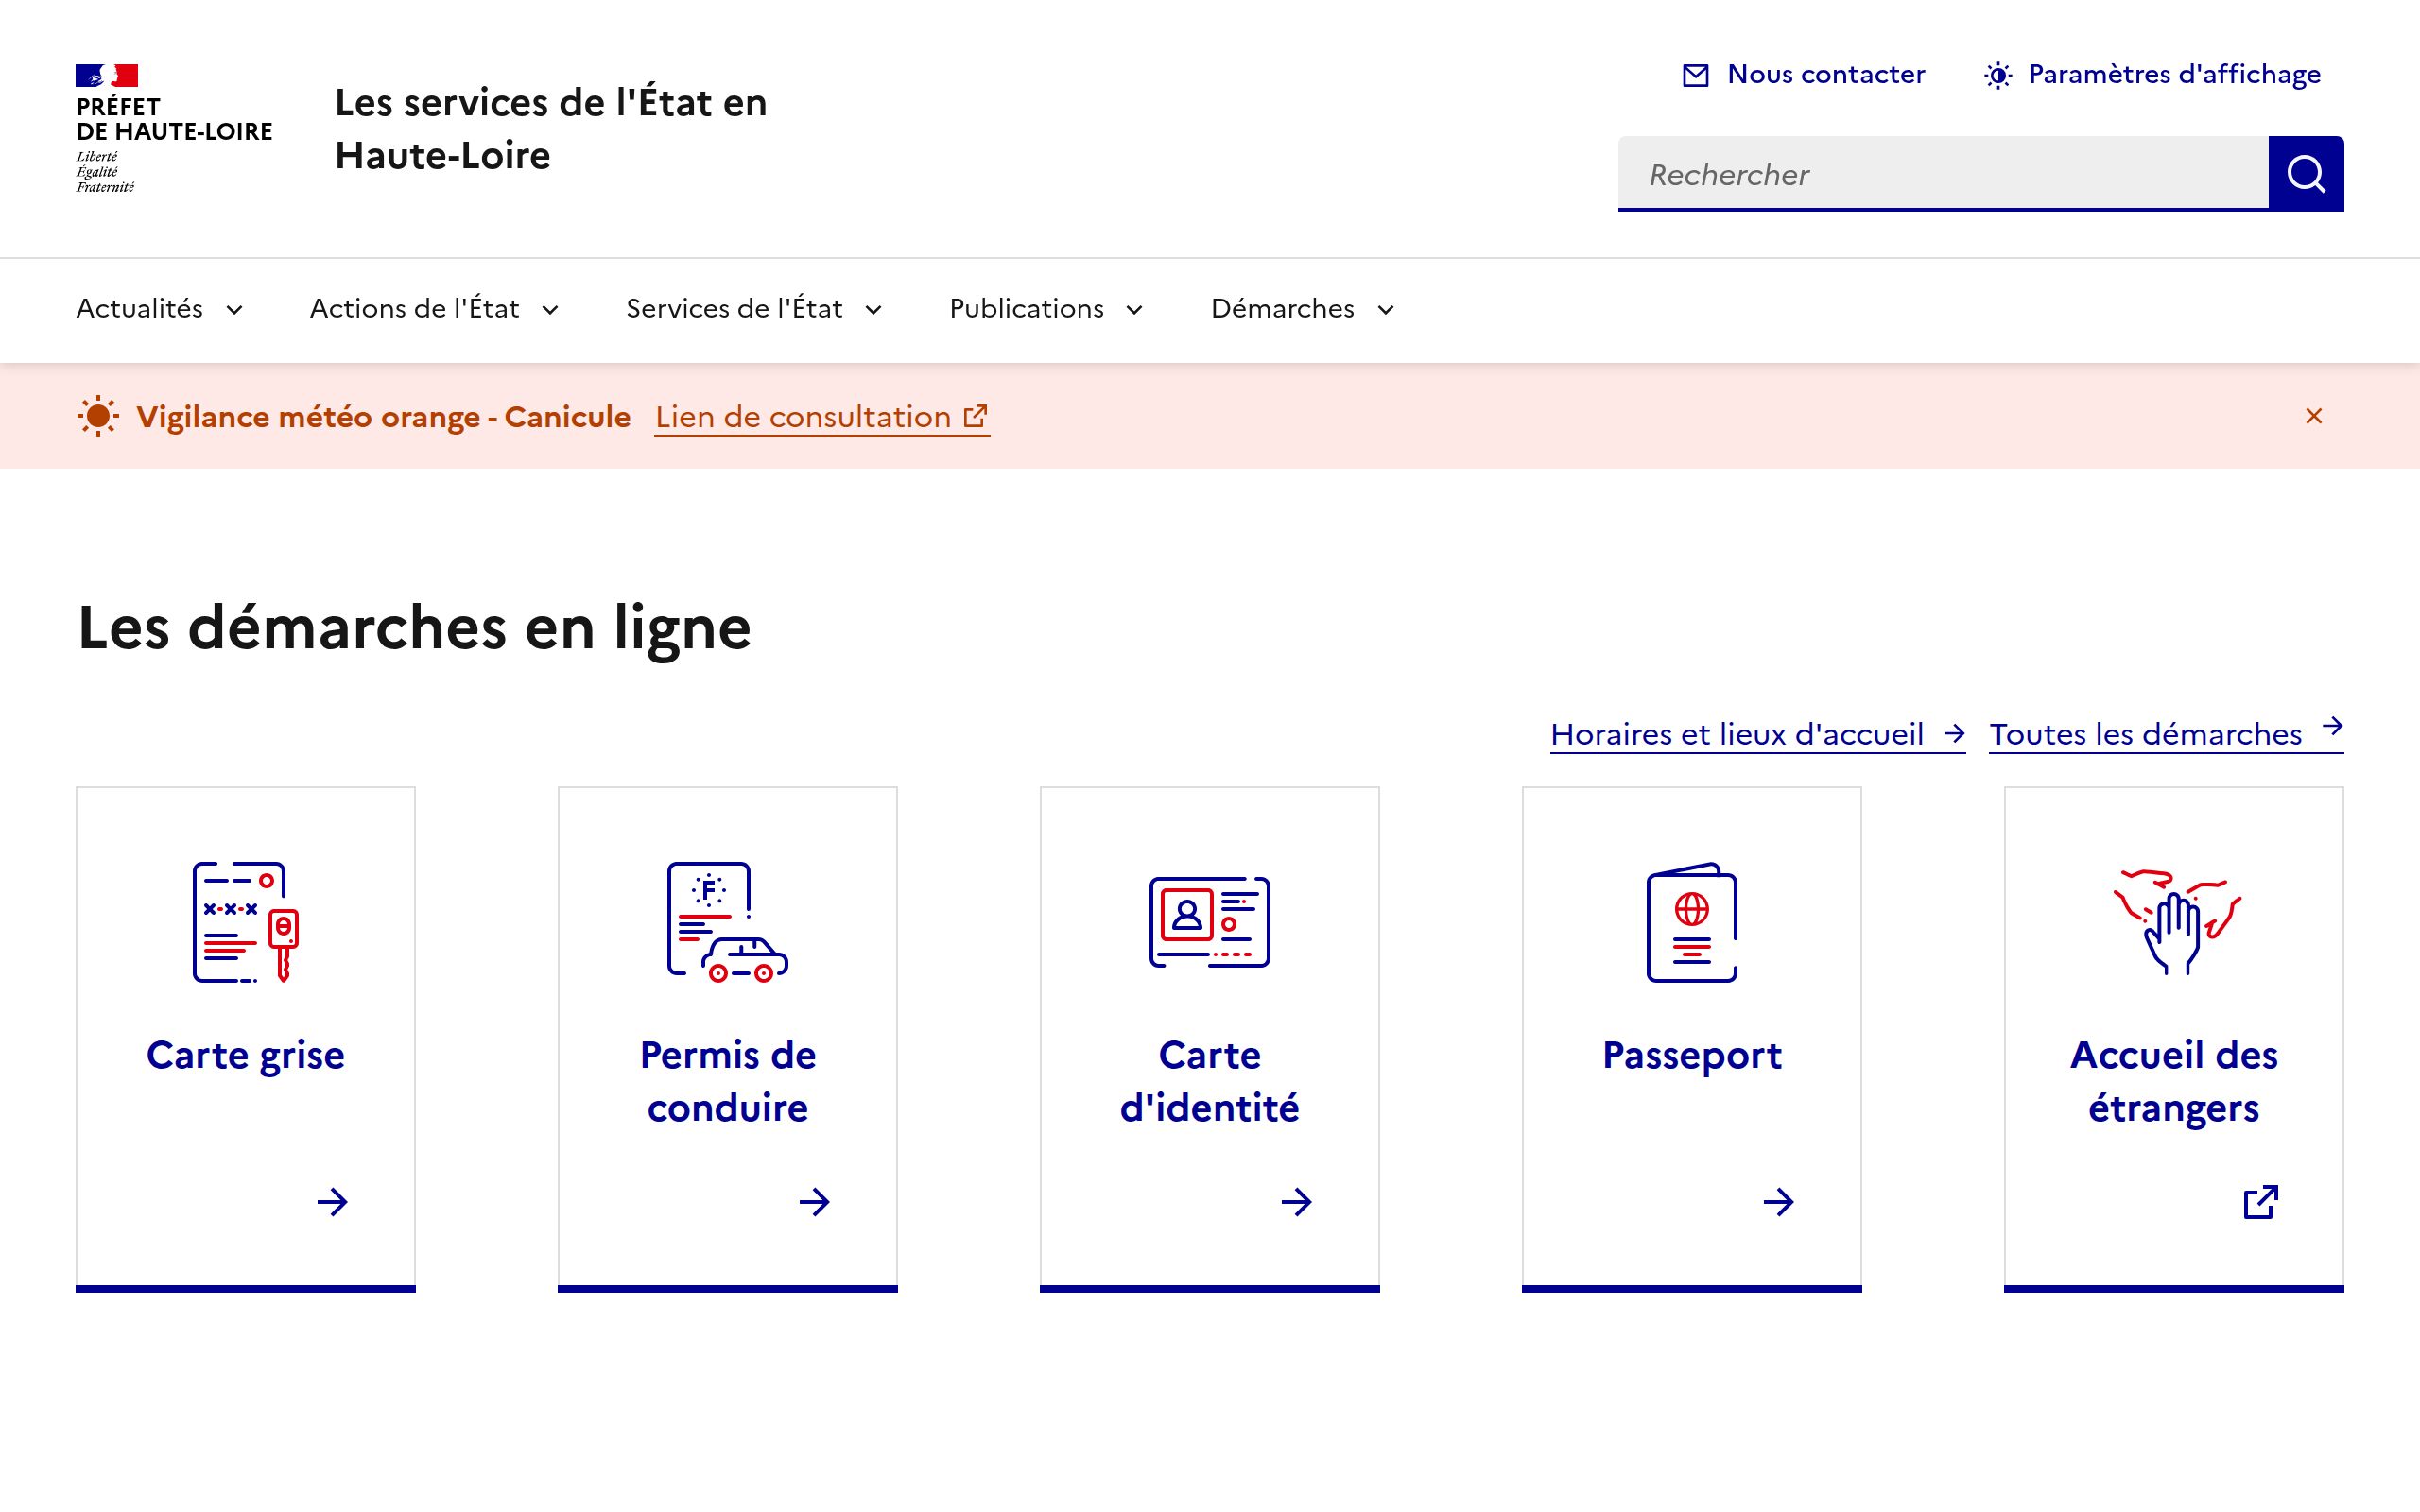 PRÉFET
DE HAUTE-LOIRE
Liberté
Égalité
Fraternité
Les services de l'État en
Haute-Loire
Nous contacter
Paramètres d'affichage
Rechercher
Actualités
Actions de l'État
Services de l'État
Publications
Démarches
Vigilance météo orange - Canicule Lien de consultation
Les démarches en ligne
Horaires et lieux d'accueil
Toutes les démarches
F
Carte grise
Permis de
conduire
Carte
d'identité
Passeport
Accueil des
étrangers